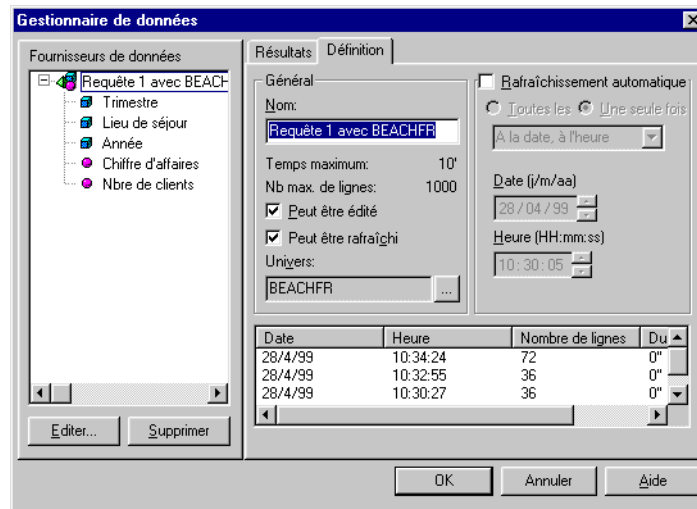 Gestionnaire de données
Fournisseurs de données
Requête 1 avec BEACH
Trimestre
Lieu de séjour
Année
Chiffre d'affaires
Nbre de clients
Editer...
Supprimer
Résultats
Définition
Général
Nom:
Requête 1 avec BEACHFR
Temps maximum: 10'
Nb max. de lignes: 1000
Peut être édité
Peut être rafraîchi
Univers:
BEACHFR
...
Rafraîchissement automatique
Toutes les Une seule fois
A la date, à l'heure
Date (j/m/aa)
28/04/99
Heure (HH:mm:ss)
10:30:05
Date Heure Nombre de lignes Du
28/4/99 10:34:24 72 0"
28/4/99 10:32:55 36 0"
28/4/99 10:30:27 36 0"
OK
Annuler
Aide